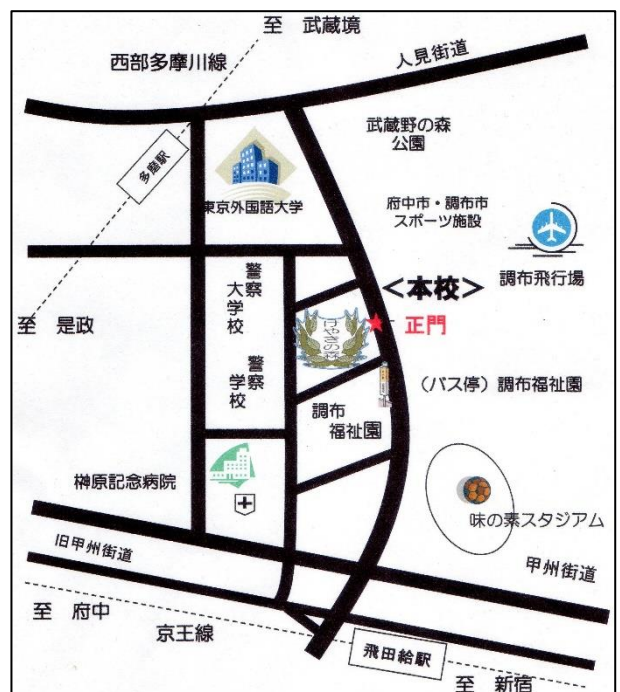 至 武蔵境
西部多摩川線
人見街道
武蔵野の森
公園
多磨駅
東京外国語大学
府中市・調布市
スポーツ施設
調布飛行場
<本校>
正門
警察
大学校
けやきの森
至 是政
警察
学校
(バス停)調布福祉園
調布
福祉園
榊原記念病院
味の素スタジアム
旧甲州街道
甲州街道
至 府中
京王線
飛田給駅
至 新宿